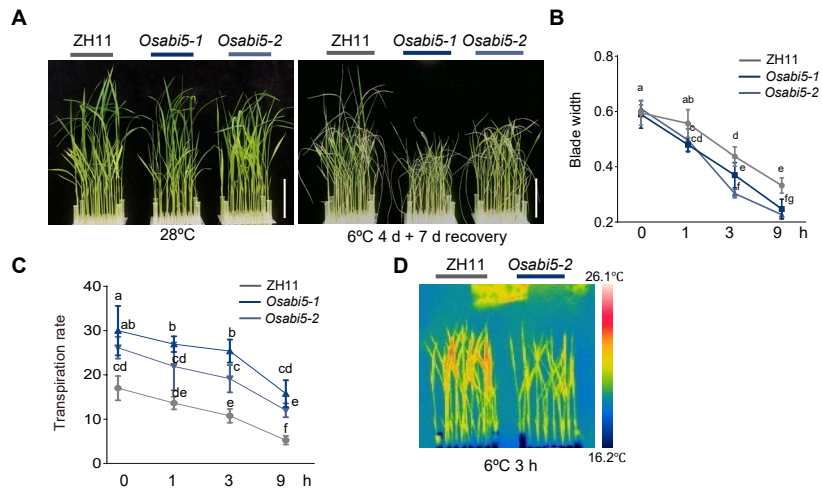 A
ZH11 Osabi5-1 Osabi5-2
ZH11 Osabi5-1 Osabi5-2
28ºC
6ºC 4 d + 7 d recovery
B
Blade width
0.8
0.6
0.4
0.2
ZH11
Osabi5-1
Osabi5-2
a
ab
c
cd
d
e
f
e
fg
0 1 3 9 h
C
Transpiration rate
40
30
20
10
0
ZH11
Osabi5-1
Osabi5-2
a
ab
cd
b
cd
de
b
c
e
cd
e
f
0 1 3 9 h
D
ZH11 Osabi5-2
26.1℃
16.2℃
6ºC 3 h